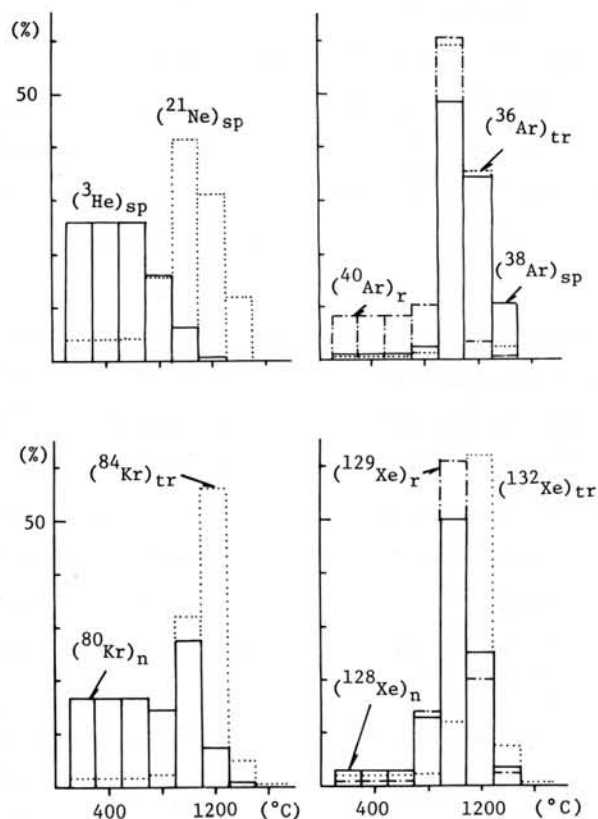 (%)
50
(²¹Ne)sp
(³He)sp
(³⁶Ar)tr
(⁴⁰Ar)r
(³⁸Ar)sp
(%)
50
(⁸⁴Kr)tr
(⁸⁰Kr)n
(¹²⁹Xe)r
(¹³²Xe)tr
(¹²⁸Xe)n
400 1200 (°C)
400 1200 (°C)